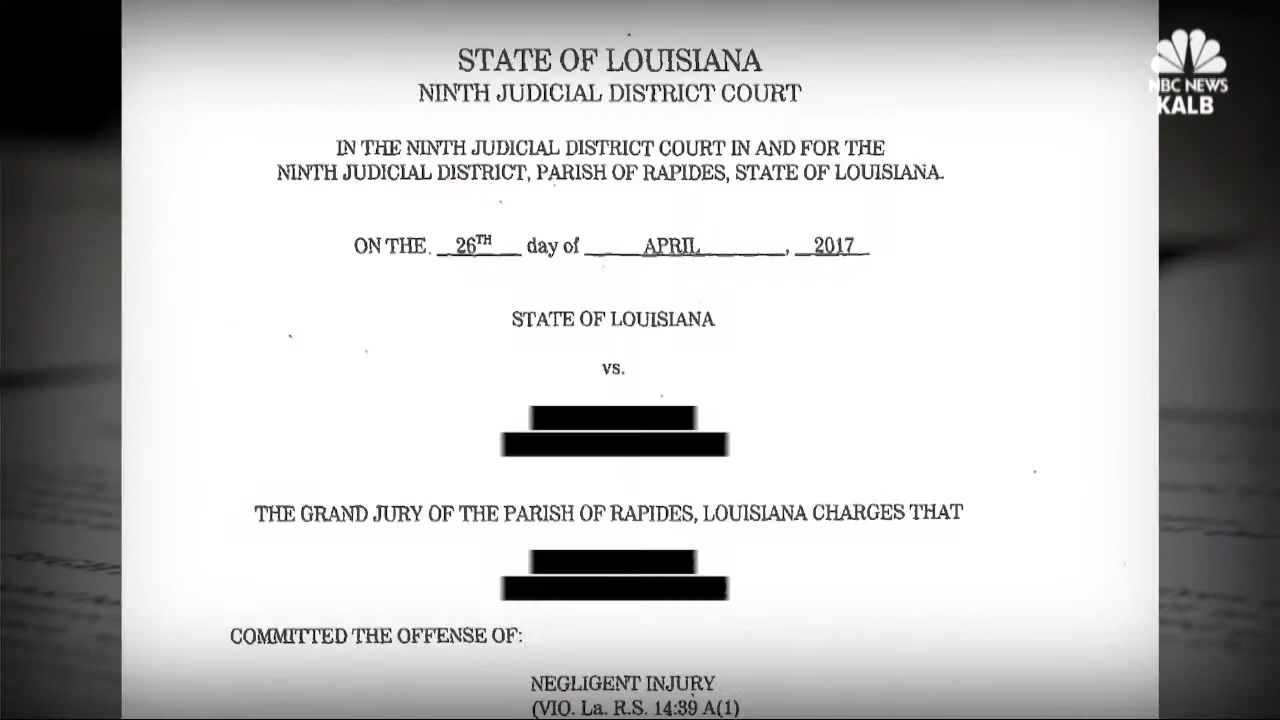 STATE OF LOUISIANA
NINTH JUDICIAL DISTRICT COURT
IN THE NINTH JUDICIAL DISTRICT COURT IN AND FOR THE
NINTH JUDICIAL DISTRICT, PARISH OF RAPIDES, STATE OF LOUISIANA.
ON THE 26TH day of APRIL, 2017
STATE OF LOUISIANA
vs.
THE GRAND JURY OF THE PARISH OF RAPIDES, LOUISIANA CHARGES THAT
COMMITTED THE OFFENSE OF:
NEGLIGENT INJURY
(VIO. La. R.S. 14:39 A(1)
NBC NEWS
KALB